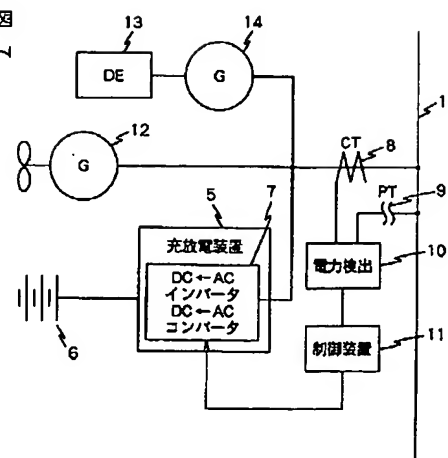 図2
13
14
DE
G
1
12
G
CT
8
PT
9
5
7
充放電装置
電力検出
10
DC←AC
インバータ
DC←AC
コンバータ
制御装置
11
6